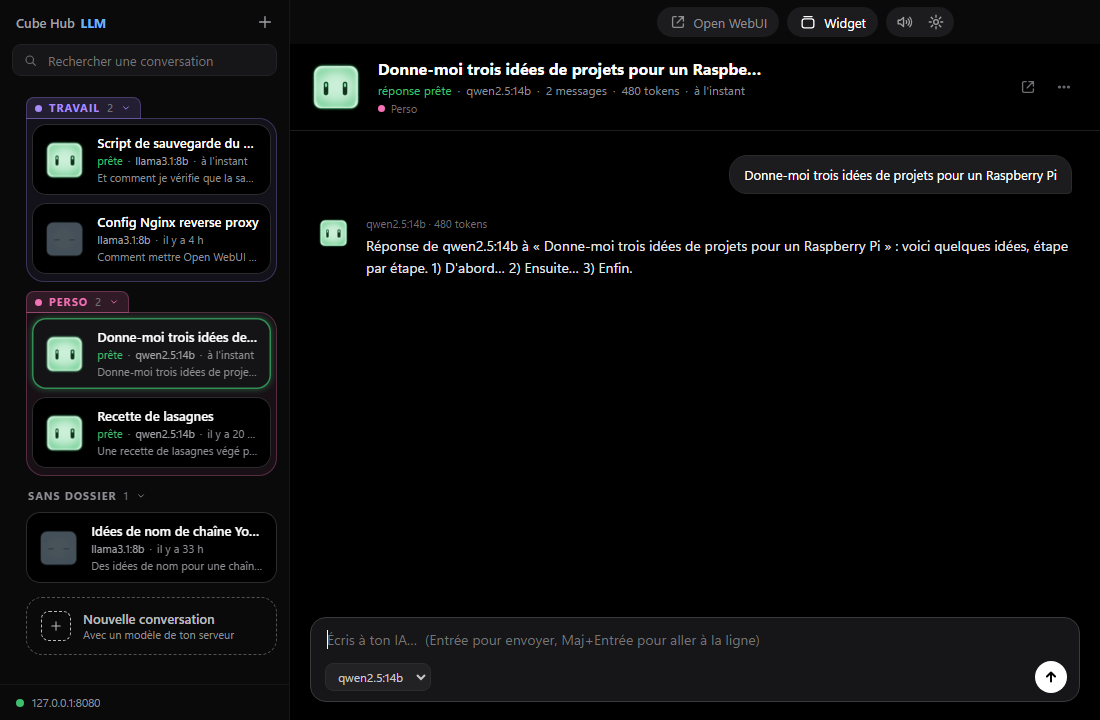 Cube Hub LLM
Rechercher une conversation
TRAVAIL 2
Script de sauvegarde du ...
prête · llama3.1:8b · à l'instant
Et comment je vérifie que la sa...
Config Nginx reverse proxy
llama3.1:8b · il y a 4 h
Comment mettre Open WebUI ...
PERSO 2
Donne-moi trois idées de...
prête · qwen2.5:14b · à l'instant
Donne-moi trois idées de proje...
Recette de lasagnes
prête · qwen2.5:14b · il y a 20 ...
Une recette de lasagnes végé p...
SANS DOSSIER 1
Idées de nom de chaîne Yo...
llama3.1:8b · il y a 33 h
Des idées de nom pour une chaîn...
Nouvelle conversation
Avec un modèle de ton serveur
127.0.0.1:8080
Open WebUI
Widget
Donne-moi trois idées de projets pour un Raspbe...
réponse prête · qwen2.5:14b · 2 messages · 480 tokens · à l'instant
Perso
Donne-moi trois idées de projets pour un Raspberry Pi
qwen2.5:14b · 480 tokens
Réponse de qwen2.5:14b à « Donne-moi trois idées de projets pour un Raspberry Pi » : voici quelques idées, étape
par étape. 1) D'abord... 2) Ensuite... 3) Enfin.
Écris à ton IA... (Entrée pour envoyer, Maj+Entrée pour aller à la ligne)
qwen2.5:14b